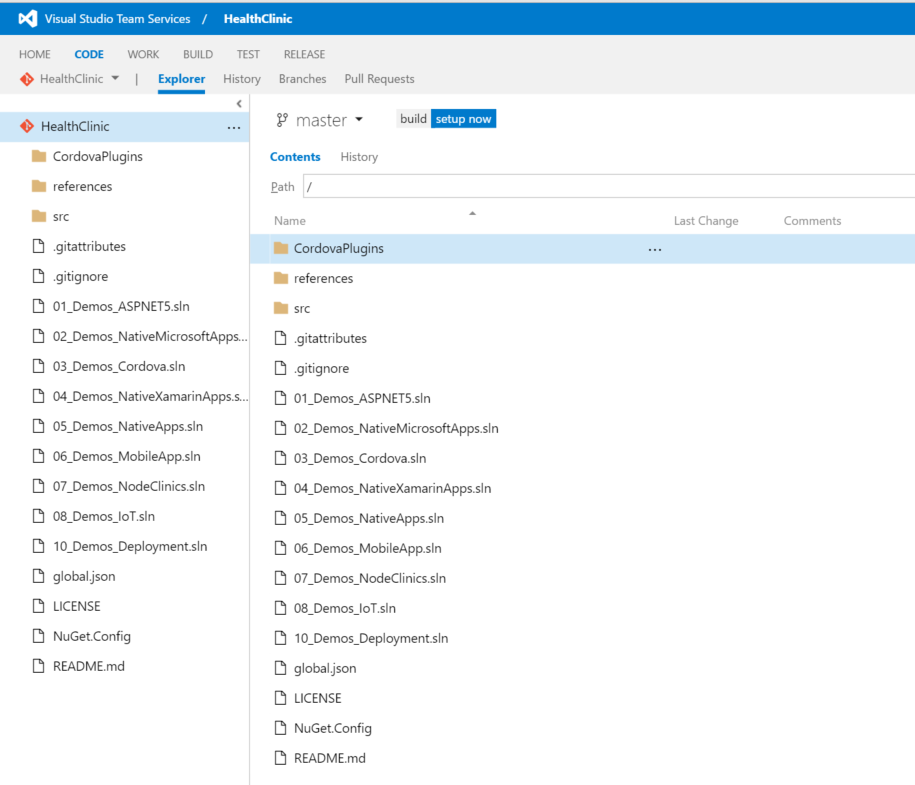 Visual Studio Team Services / HealthClinic
HOME CODE WORK BUILD TEST RELEASE
HealthClinic | Explorer History Branches Pull Requests
HealthClinic ...
CordovaPlugins
references
src
.gitattributes
.gitignore
01_Demos_ASPNET5.sln
02_Demos_NativeMicrosoftApps...
03_Demos_Cordova.sln
04_Demos_NativeXamarinApps.s...
05_Demos_NativeApps.sln
06_Demos_MobileApp.sln
07_Demos_NodeClinics.sln
08_Demos_IoT.sln
10_Demos_Deployment.sln
global.json
LICENSE
NuGet.Config
README.md
master build setup now
Contents History
Path /
Name Last Change Comments
CordovaPlugins ...
references
src
.gitattributes
.gitignore
01_Demos_ASPNET5.sln
02_Demos_NativeMicrosoftApps.sln
03_Demos_Cordova.sln
04_Demos_NativeXamarinApps.sln
05_Demos_NativeApps.sln
06_Demos_MobileApp.sln
07_Demos_NodeClinics.sln
08_Demos_IoT.sln
10_Demos_Deployment.sln
global.json
LICENSE
NuGet.Config
README.md